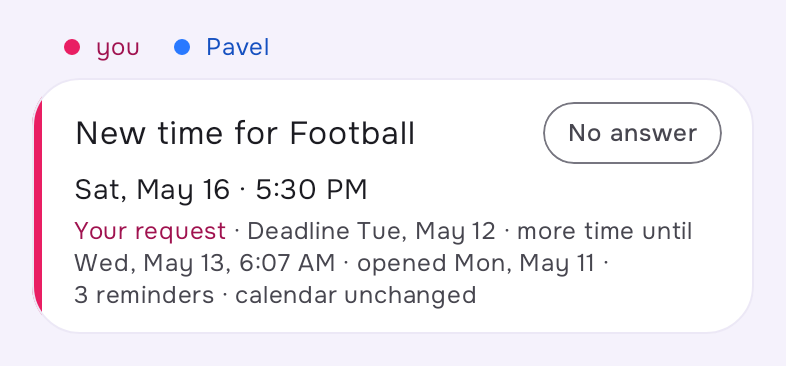 you Pavel
New time for Football
No answer
Sat, May 16 · 5:30 PM
Your request · Deadline Tue, May 12 · more time until
Wed, May 13, 6:07 AM · opened Mon, May 11 ·
3 reminders · calendar unchanged